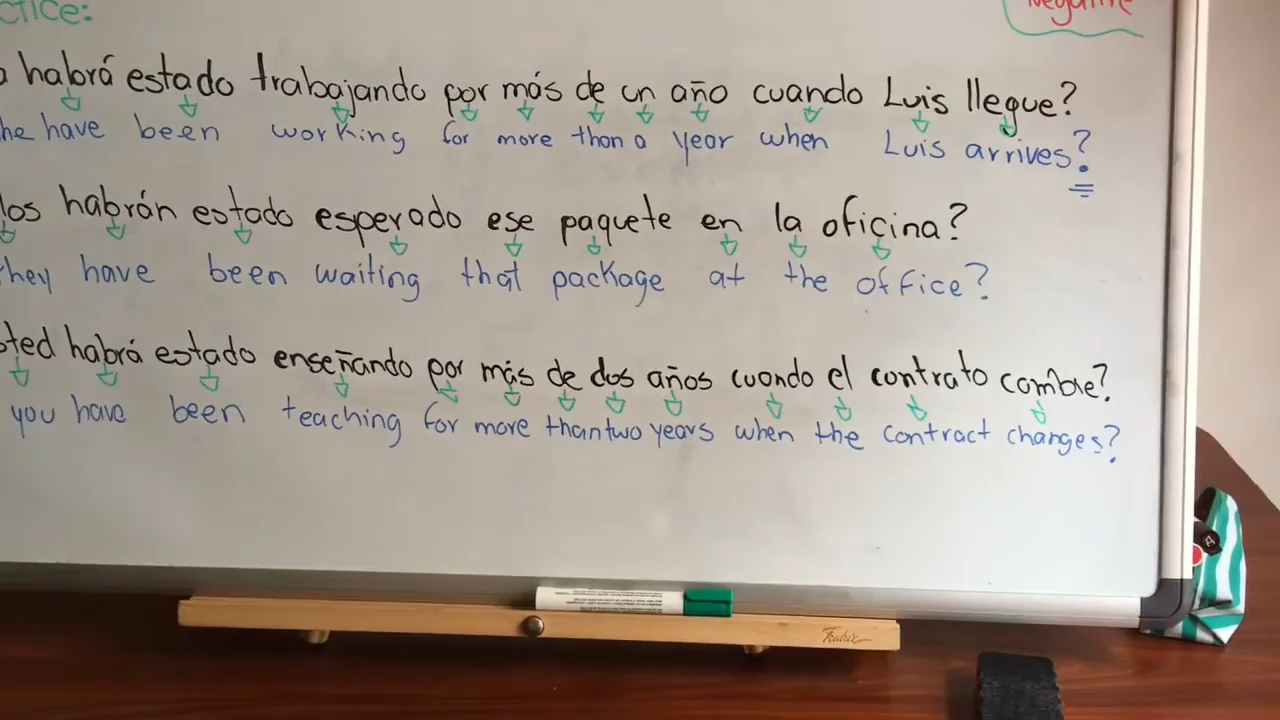 ctice:
Negative
a habrá estado trabajando por más de un año cuando Luis llegue?
he have been working for more than a year when Luis arrives?
los habrán estado esperado ese paquete en la oficina?
they have been waiting that package at the office?
sted habrá estado enseñando por más de dos años cuando el contrato cambie?
you have been teaching for more than two years when the contract changes?
Trabix
A